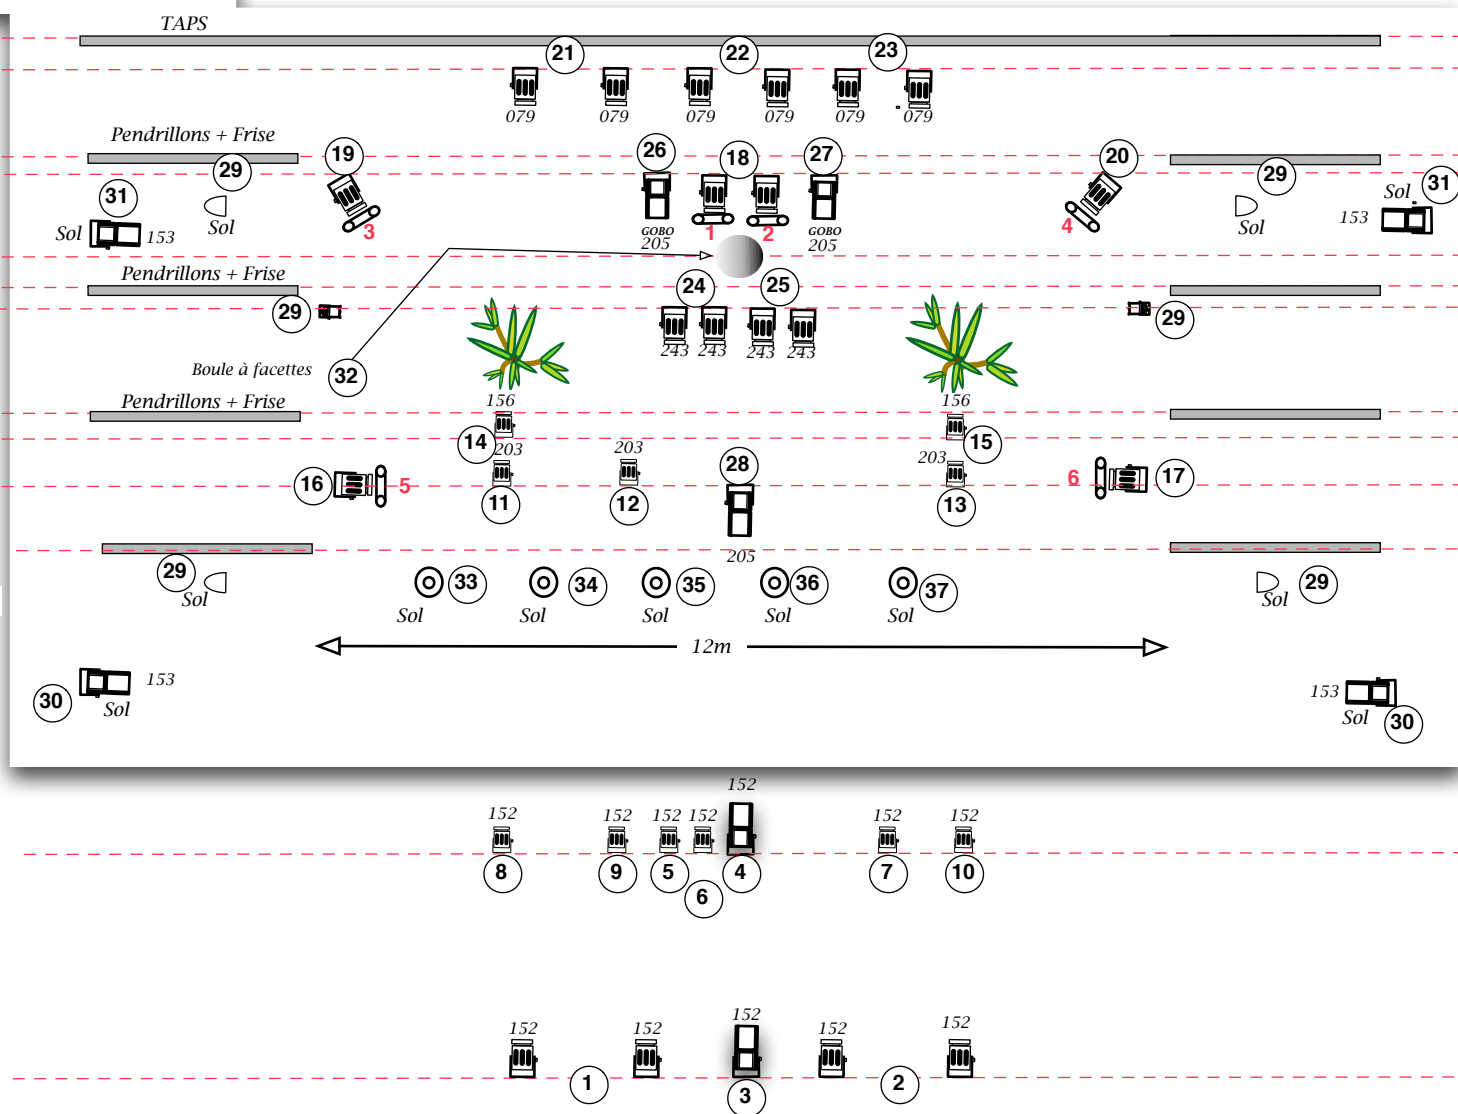 TAPS
21 22 23
079 079 079 079 079 079
Pendrillons + Frise
19 26 18 27 20
29 29
31 31
Sol Sol
Sol 153 3 GOBO 205 1 2 GOBO 205 4 Sol 153
Pendrillons + Frise
24 25
29 29
243 243 243 243
Boule à facettes 32
Pendrillons + Frise
156 156
14 15
203 203 203
16 5 28 6 17
11 12 13
205
29 29
Sol Sol
33 34 35 36 37
Sol Sol Sol Sol Sol
12m
153 153
30 Sol Sol 30
152
152 152 152 152 152 152
8 9 5 4 7 10
6
152 152 152 152 152
1 3 2